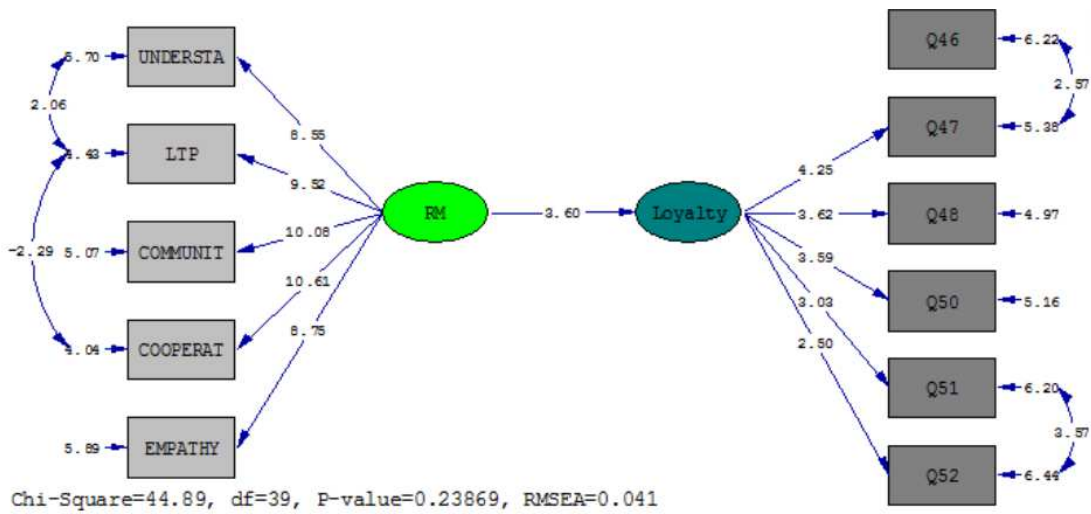 5.70 UNDERSTA
2.06
4.43 LTP
-2.29
5.07 COMMUNIT
4.04 COOPERAT
5.89 EMPATHY
8.55
9.52
10.08
10.61
8.75
RM
3.60
Loyalty
4.25
3.62
3.59
3.03
2.50
Q46 6.22
2.57
Q47 5.38
Q48 4.97
Q50 5.16
Q51 6.20
3.57
Q52 6.44
Chi-Square=44.89, df=39, P-value=0.23869, RMSEA=0.041